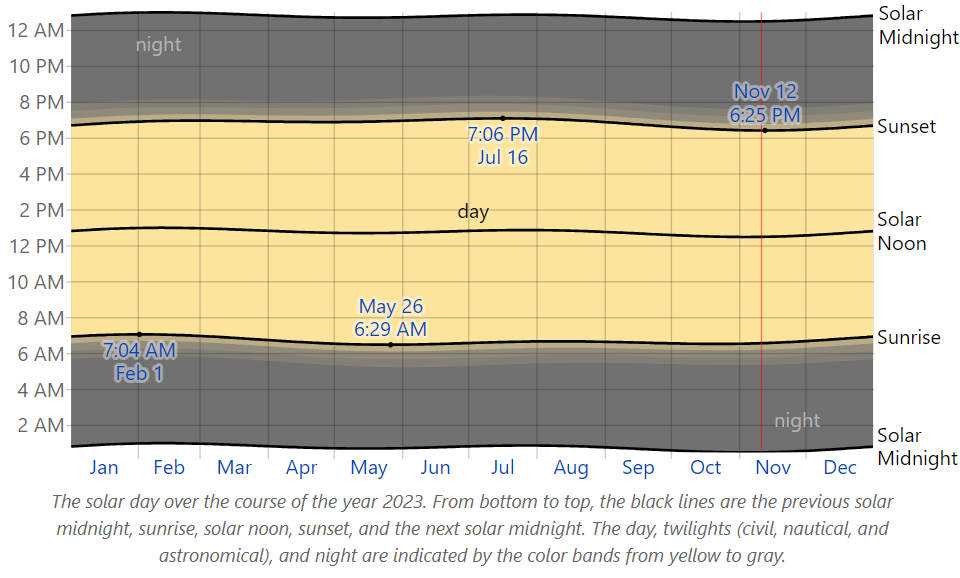 Solar
Midnight
12 AM
night
10 PM
8 PM
Nov 12
6:25 PM
Sunset
6 PM
7:06 PM
Jul 16
4 PM
2 PM
day
Solar
Noon
12 PM
10 AM
May 26
8 AM
6:29 AM
Sunrise
7:04 AM
6 AM
Feb 1
4 AM
2 AM
night
Solar
Midnight
Jan Feb Mar Apr May Jun Jul Aug Sep Oct Nov Dec
The solar day over the course of the year 2023. From bottom to top, the black lines are the previous solar
midnight, sunrise, solar noon, sunset, and the next solar midnight. The day, twilights (civil, nautical, and
astronomical), and night are indicated by the color bands from yellow to gray.